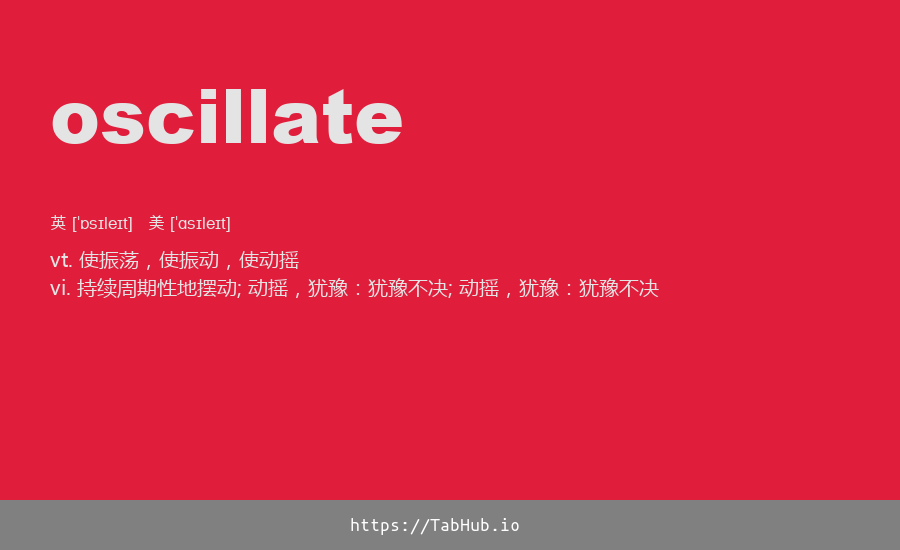 oscillate
英 [ˈɒsɪleɪt] 美 [ˈɑsɪleɪt]
vt. 使振荡，使振动，使动摇
vi. 持续周期性地摆动; 动摇，犹豫：犹豫不决; 动摇，犹豫：犹豫不决
https://TabHub.io